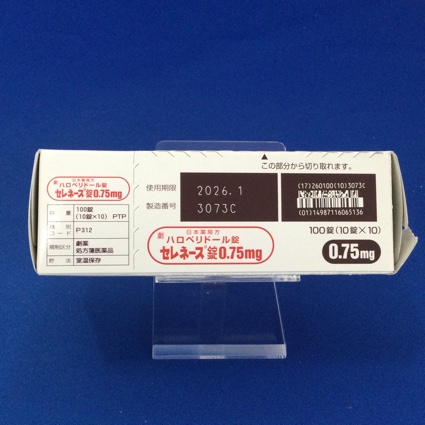 日本薬局方
劇 ハロペリドール錠
セレネース®錠0.75mg
容量 100錠 (10錠×10) PTP
識別コード P312
規制区分 劇薬 処方箋医薬品
貯法 室温保存
使用期限 2026.1
製造番号 3073C
日本薬局方
劇 ハロペリドール錠
セレネース®錠0.75mg
▲
この部分から切り取れます。
(17)260100(10)3073C
(01)14987116065136
100錠(10錠×10)
0.75mg